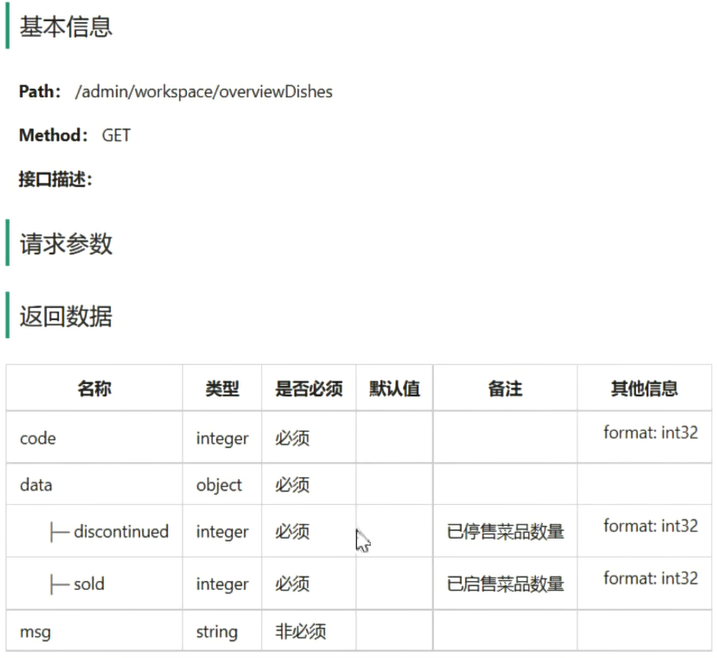 基本信息
Path： /admin/workspace/overviewDishes
Method： GET
接口描述：
请求参数
返回数据
名称 类型 是否必须 默认值 备注 其他信息
code integer 必须 format: int32
data object 必须
├─ discontinued integer 必须 已停售菜品数量 format: int32
├─ sold integer 必须 已启售菜品数量 format: int32
msg string 非必须